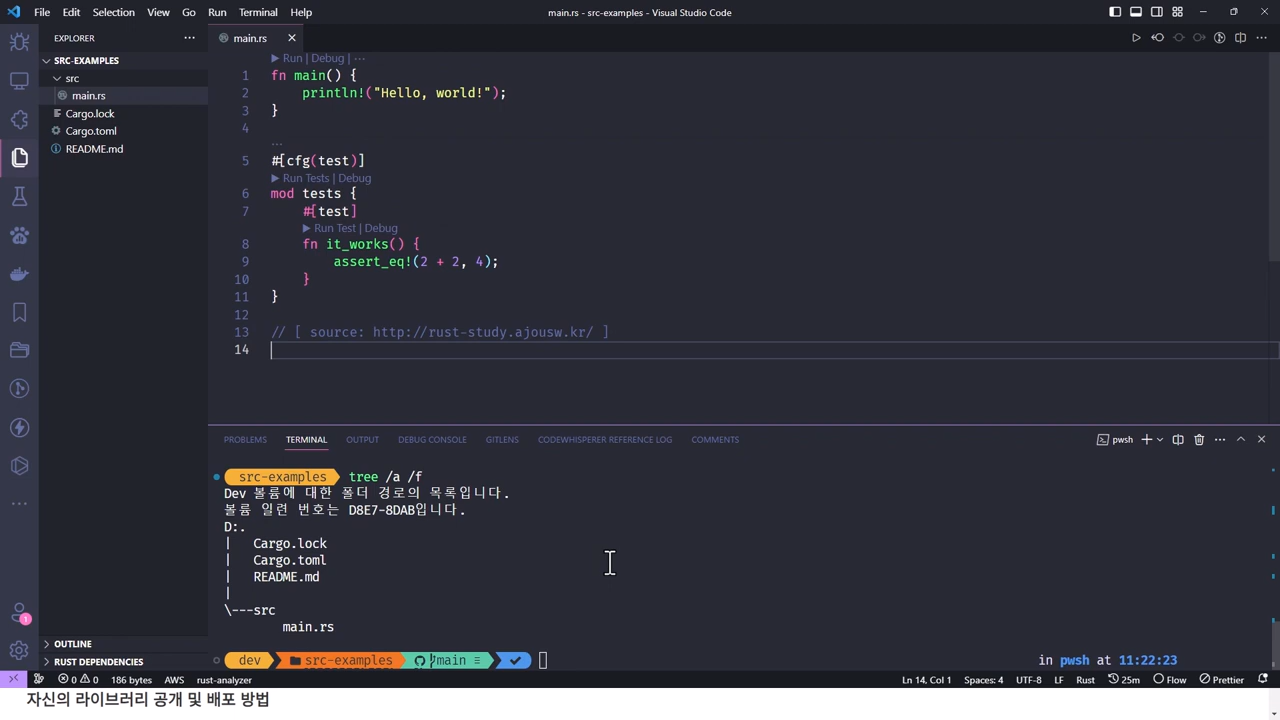 File Edit Selection View Go Run Terminal Help
main.rs - src-examples - Visual Studio Code
EXPLORER
SRC-EXAMPLES
src
main.rs
Cargo.lock
Cargo.toml
README.md
OUTLINE
RUST DEPENDENCIES
main.rs
Run | Debug | ...
1 fn main() {
2 println!("Hello, world!");
3 }
4
...
5 #[cfg(test)]
Run Tests | Debug
6 mod tests {
7 #[test]
Run Test | Debug
8 fn it_works() {
9 assert_eq!(2 + 2, 4);
10 }
11 }
12
13 // [ source: http://rust-study.ajousw.kr/ ]
14
PROBLEMS TERMINAL OUTPUT DEBUG CONSOLE GITLENS CODEWHISPERER REFERENCE LOG COMMENTS pwsh
src-examples tree /a /f
Dev 볼륨에 대한 폴더 경로의 목록입니다.
볼륨 일련 번호는 D8E7-8DAB입니다.
D:.
| Cargo.lock
| Cargo.toml
| README.md
|
\---src
main.rs
dev src-examples main ≡ in pwsh at 11:22:23
1
0 0 186 bytes AWS rust-analyzer Ln 14, Col 1 Spaces: 4 UTF-8 LF Rust 25m Flow Prettier
자신의 라이브러리 공개 및 배포 방법